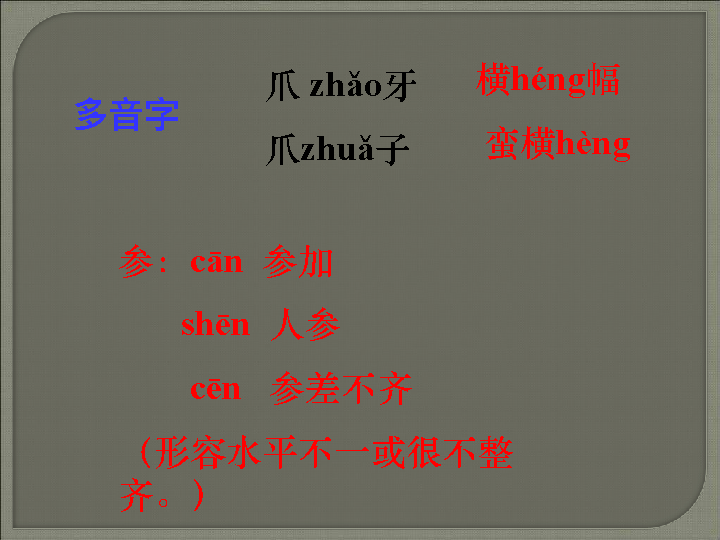 多音字
爪 zhǎo牙
爪zhuǎ子
横héng幅
蛮横hèng
参： cān 参加
shēn 人参
cēn 参差不齐
（形容水平不一或很不整
齐。）